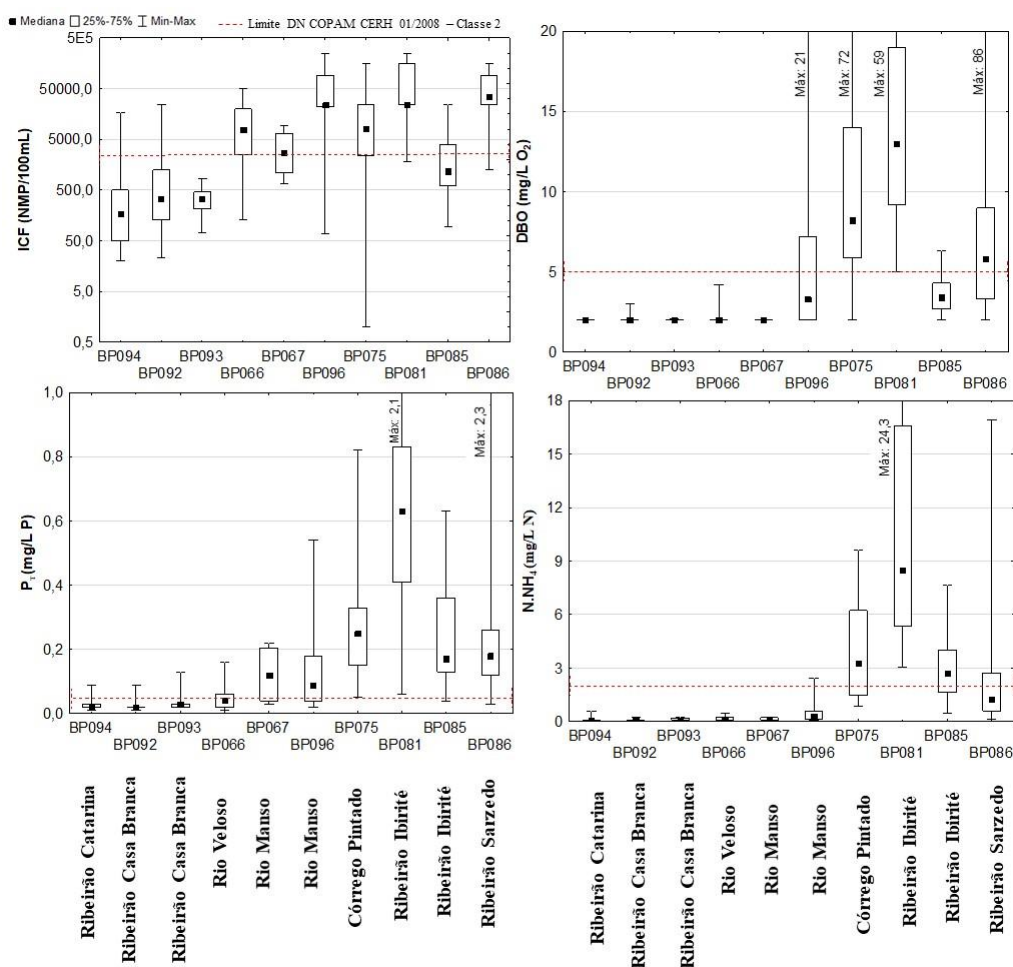 Mediana 25%-75% Min-Max Limite DN COPAM CERH 01/2008 – Classe 2
ICF (NMP/100mL)
5E5
50000,0
5000,0
500,0
50,0
5,0
0,5
BP094 BP093 BP067 BP075 BP085
BP092 BP066 BP096 BP081 BP086
DBO (mg/L O₂)
20
15
10
5
0
Máx: 21
Máx: 72
Máx: 59
Máx: 86
BP094 BP093 BP067 BP075 BP085
BP092 BP066 BP096 BP081 BP086
P T (mg/L P)
1,0
0,8
0,6
0,4
0,2
0,0
Máx: 2,1
Máx: 2,3
BP094 BP093 BP067 BP075 BP085
BP092 BP066 BP096 BP081 BP086
N.NH₄ (mg/L N)
18
15
12
9
6
3
0
Máx: 24,3
BP094 BP093 BP067 BP075 BP085
BP092 BP066 BP096 BP081 BP086
Ribeirão Catarina
Ribeirão Casa Branca
Ribeirão Casa Branca
Rio Veloso
Rio Manso
Rio Manso
Córrego Pintado
Ribeirão Ibirité
Ribeirão Ibirité
Ribeirão Sarzedo
Ribeirão Catarina
Ribeirão Casa Branca
Ribeirão Casa Branca
Rio Veloso
Rio Manso
Rio Manso
Córrego Pintado
Ribeirão Ibirité
Ribeirão Ibirité
Ribeirão Sarzedo